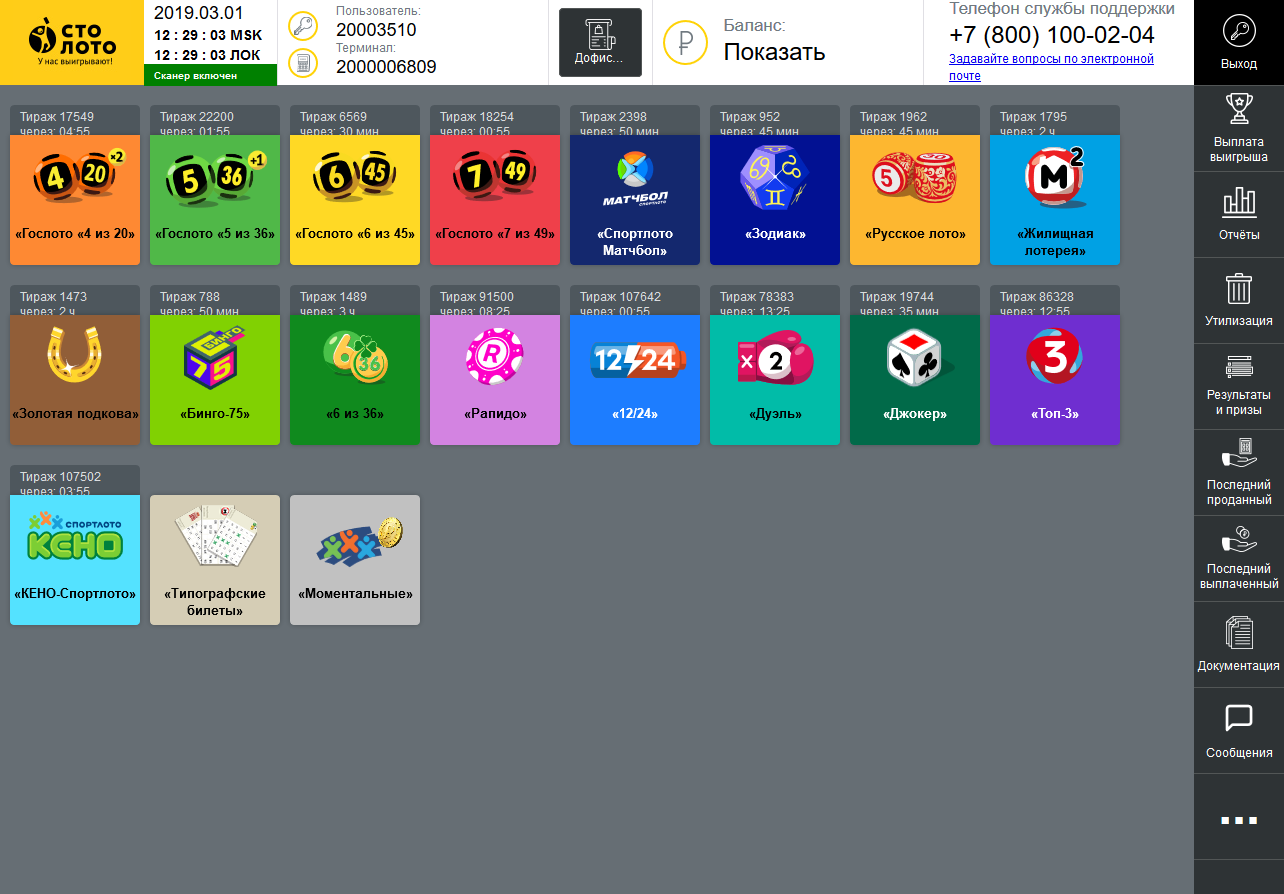 СТО
ЛОТО
У нас выигрывают!
2019.03.01
12 : 29 : 03 MSK
12 : 29 : 03 ЛОК
Сканер включен
Пользователь:
20003510
Терминал:
2000006809
Дофис...
Баланс:
Показать
Телефон службы поддержки
+7 (800) 100-02-04
Задавайте вопросы по электронной
почте
Выход
Тираж 17549
через: 04:55
4 20 x2
«Гослото «4 из 20»
Тираж 22200
через: 01:55
5 36 +1
«Гослото «5 из 36»
Тираж 6569
через: 30 мин
6 45
«Гослото «6 из 45»
Тираж 18254
через: 00:55
7 49
«Гослото «7 из 49»
Тираж 2398
через: 50 мин
МАТЧБОЛ
«Спортлото
Матчбол»
Тираж 952
через: 45 мин
«Зодиак»
Тираж 1962
через: 45 мин
5
«Русское лото»
Тираж 1795
через: 2 ч
М 2
«Жилищная
лотерея»
Выплата
выигрыша
Отчёты
Тираж 1473
через: 2 ч
«Золотая подкова»
Тираж 788
через: 50 мин
БИНГО
75
«Бинго-75»
Тираж 1489
через: 3 ч
6 36
«6 из 36»
Тираж 91500
через: 08:25
R
«Рапидо»
Тираж 107642
через: 00:55
12 24
«12/24»
Тираж 78383
через: 13:25
x 2
«Дуэль»
Тираж 19744
через: 35 мин
«Джокер»
Тираж 86328
через: 12:55
3
«Топ-3»
Утилизация
Результаты
и призы
Тираж 107502
через: 03:55
СПОРТЛОТО
КЕНО
«КЕНО-Спортлото»
«Типографские
билеты»
«Моментальные»
Последний
проданный
Последний
выплаченный
Документация
Сообщения